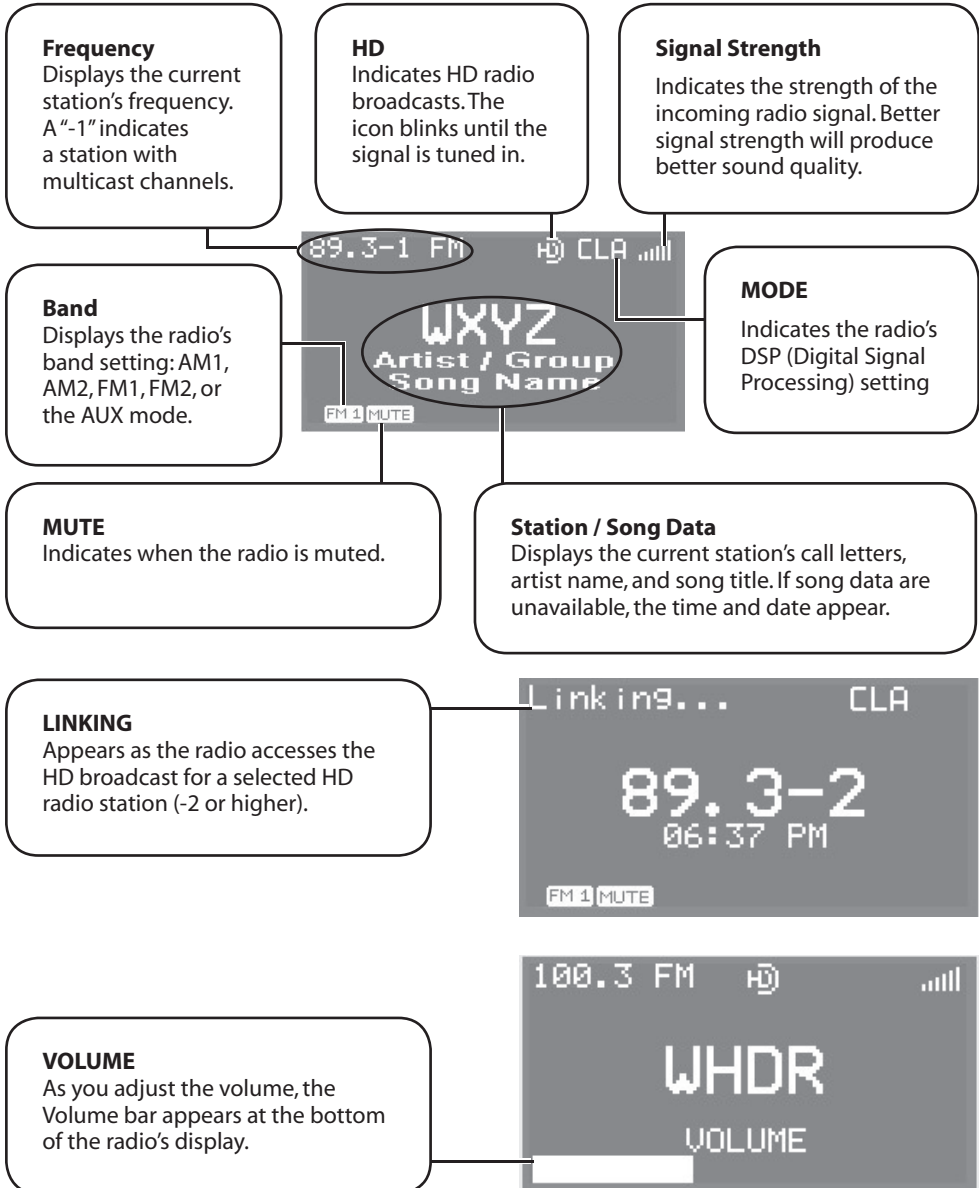 Frequency
Displays the current
station's frequency.
A "-1" indicates
a station with
multicast channels.
HD
Indicates HD radio
broadcasts. The
icon blinks until the
signal is tuned in.
Signal Strength
Indicates the strength of the
incoming radio signal. Better
signal strength will produce
better sound quality.
89.3-1 FM HD CLA
WXYZ
Artist / Group
Song Name
FM 1 MUTE
Band
Displays the radio's
band setting: AM1,
AM2, FM1, FM2, or
the AUX mode.
MODE
Indicates the radio's
DSP (Digital Signal
Processing) setting
MUTE
Indicates when the radio is muted.
Station / Song Data
Displays the current station's call letters,
artist name, and song title. If song data are
unavailable, the time and date appear.
LINKING
Appears as the radio accesses the
HD broadcast for a selected HD
radio station (-2 or higher).
Linking... CLA
89.3-2
06:37 PM
FM 1 MUTE
VOLUME
As you adjust the volume, the
Volume bar appears at the bottom
of the radio's display.
100.3 FM HD
WHDR
VOLUME